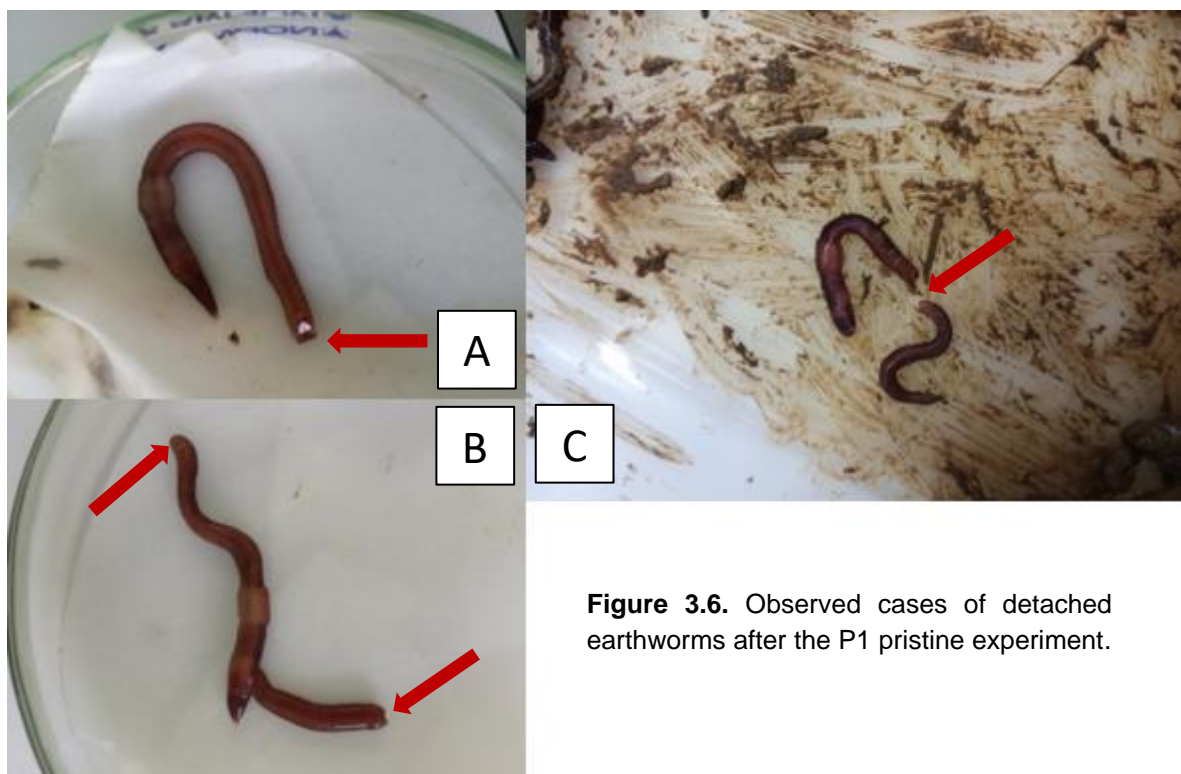 A
B
C
Figure 3.6. Observed cases of detached
earthworms after the P1 pristine experiment.